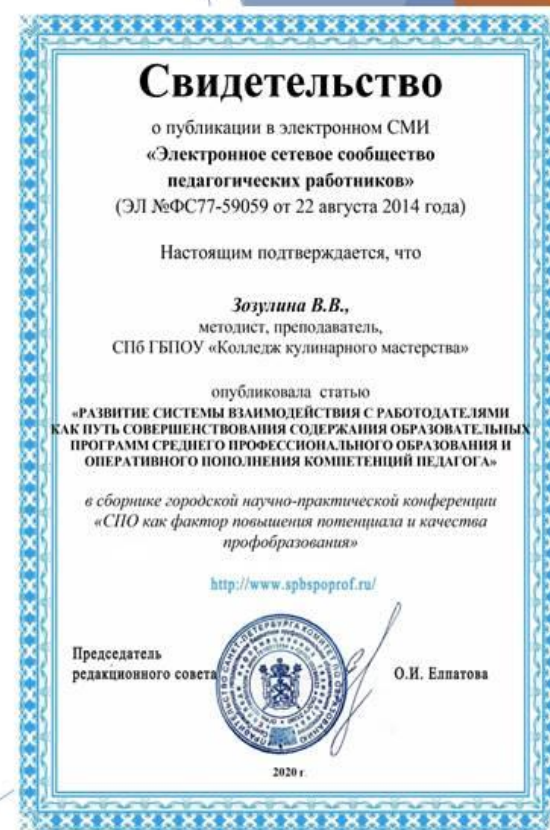 Свидетельство
о публикации в электронном СМИ
«Электронное сетевое сообщество
педагогических работников»
(ЭЛ №ФС77-59059 от 22 августа 2014 года)
Настоящим подтверждается, что
Зозулина В.В.,
методист, преподаватель,
СПб ГБПОУ «Колледж кулинарного мастерства»
опубликовала статью
«РАЗВИТИЕ СИСТЕМЫ ВЗАИМОДЕЙСТВИЯ С РАБОТОДАТЕЛЯМИ
КАК ПУТЬ СОВЕРШЕНСТВОВАНИЯ СОДЕРЖАНИЯ ОБРАЗОВАТЕЛЬНЫХ
ПРОГРАММ СРЕДНЕГО ПРОФЕССИОНАЛЬНОГО ОБРАЗОВАНИЯ И
ОПЕРАТИВНОГО ПОПОЛНЕНИЯ КОМПЕТЕНЦИЙ ПЕДАГОГА»
в сборнике городской научно-практической конференции
«СПО как фактор повышения потенциала и качества
профобразования»
http://www.spbspoprof.ru/
Председатель
редакционного совета
О.И. Елпатова
2020 г.